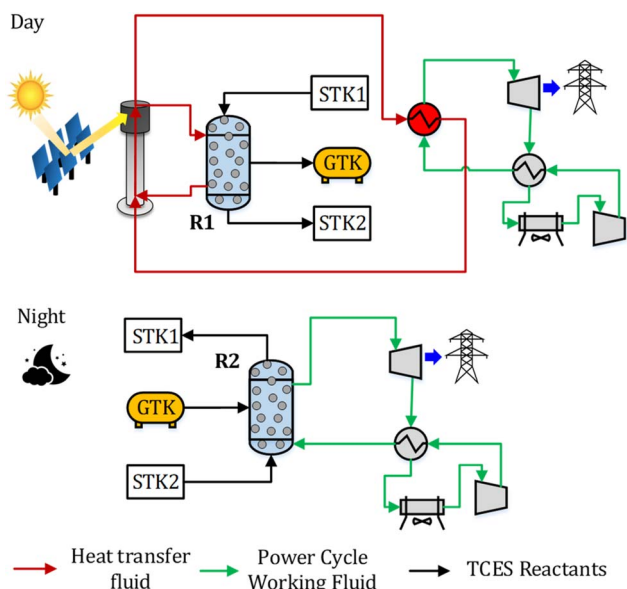 Day
STK1
GTK
R1
STK2
Night
STK1
R2
GTK
STK2
Heat transfer
fluid
Power Cycle
Working Fluid
TCES Reactants